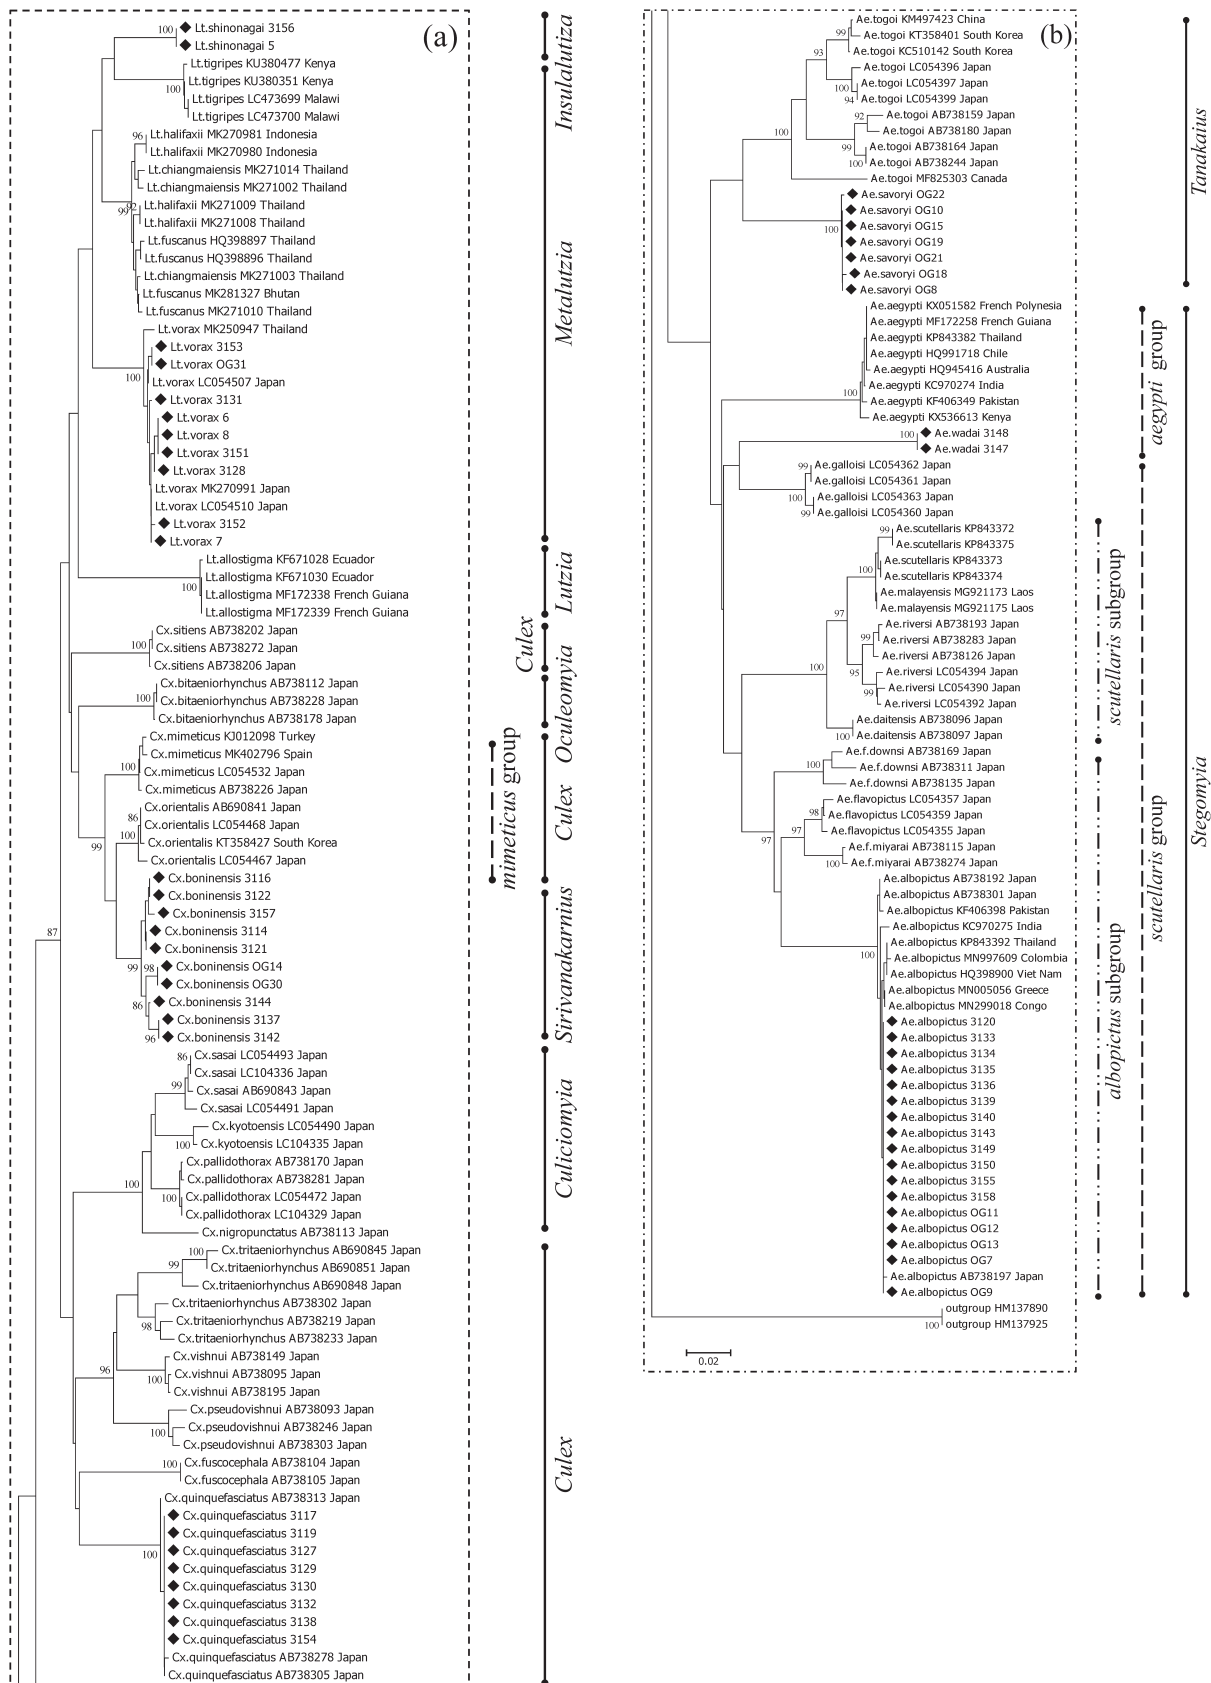 (a)
100
Lt.shinonagai 3156
Lt.shinonagai 5
Lt.tigripes KU380477 Kenya
Lt.tigripes KU380351 Kenya
100
Lt.tigripes LC473699 Malawi
Lt.tigripes LC473700 Malawi
96
Lt.halifaxii MK270981 Indonesia
Lt.halifaxii MK270980 Indonesia
Lt.chiangmaiensis MK271014 Thailand
Lt.chiangmaiensis MK271002 Thailand
99
92
Lt.halifaxii MK271009 Thailand
Lt.halifaxii MK271008 Thailand
Lt.fuscanus HQ398897 Thailand
Lt.fuscanus HQ398896 Thailand
Lt.chiangmaiensis MK271003 Thailand
Lt.fuscanus MK281327 Bhutan
Lt.fuscanus MK271010 Thailand
Lt.vorax MK250947 Thailand
Lt.vorax 3153
Lt.vorax OG31
100
Lt.vorax LC054507 Japan
Lt.vorax 3131
Lt.vorax 6
Lt.vorax 8
Lt.vorax 3151
Lt.vorax 3128
Lt.vorax MK270991 Japan
Lt.vorax LC054510 Japan
Lt.vorax 3152
Lt.vorax 7
Lt.allostigma KF671028 Ecuador
Lt.allostigma KF671030 Ecuador
100
Lt.allostigma MF172338 French Guiana
Lt.allostigma MF172339 French Guiana
Cx.sitiens AB738202 Japan
100
Cx.sitiens AB738272 Japan
Cx.sitiens AB738206 Japan
Cx.bitaeniorhynchus AB738112 Japan
100
Cx.bitaeniorhynchus AB738228 Japan
Cx.bitaeniorhynchus AB738178 Japan
Cx.mimeticus KJ012098 Turkey
Cx.mimeticus MK402796 Spain
100
Cx.mimeticus LC054532 Japan
Cx.mimeticus AB738226 Japan
Cx.orientalis AB690841 Japan
86
Cx.orientalis LC054468 Japan
100
Cx.orientalis KT358427 South Korea
99
Cx.orientalis LC054467 Japan
Cx.boninensis 3116
Cx.boninensis 3122
Cx.boninensis 3157
Cx.boninensis 3114
87
Cx.boninensis 3121
99
98
Cx.boninensis OG14
Cx.boninensis OG30
86
Cx.boninensis 3144
Cx.boninensis 3137
96
Cx.boninensis 3142
86
Cx.sasai LC054493 Japan
Cx.sasai LC104336 Japan
99
Cx.sasai AB690843 Japan
Cx.sasai LC054491 Japan
Cx.kyotoensis LC054490 Japan
100
Cx.kyotoensis LC104335 Japan
Cx.pallidothorax AB738170 Japan
100
Cx.pallidothorax AB738281 Japan
100
Cx.pallidothorax LC054472 Japan
Cx.pallidothorax LC104329 Japan
Cx.nigropunctatus AB738113 Japan
100
Cx.tritaeniorhynchus AB690845 Japan
99
Cx.tritaeniorhynchus AB690851 Japan
Cx.tritaeniorhynchus AB690848 Japan
Cx.tritaeniorhynchus AB738302 Japan
98
Cx.tritaeniorhynchus AB738219 Japan
Cx.tritaeniorhynchus AB738233 Japan
Cx.vishnui AB738149 Japan
96
100
Cx.vishnui AB738095 Japan
Cx.vishnui AB738195 Japan
Cx.pseudovishnui AB738093 Japan
100
Cx.pseudovishnui AB738246 Japan
Cx.pseudovishnui AB738303 Japan
100
Cx.fuscocephala AB738104 Japan
Cx.fuscocephala AB738105 Japan
Cx.quinquefasciatus AB738313 Japan
Cx.quinquefasciatus 3117
Cx.quinquefasciatus 3119
100
Cx.quinquefasciatus 3127
Cx.quinquefasciatus 3129
Cx.quinquefasciatus 3130
Cx.quinquefasciatus 3132
Cx.quinquefasciatus 3138
Cx.quinquefasciatus 3154
Cx.quinquefasciatus AB738278 Japan
Cx.quinquefasciatus AB738305 Japan
Insulalutiza
Metalutzia
Lutzia
Culex
Oculeomyia
mimeticus group
Culex
Sirivanakarnius
Culiciomyia
Culex
(b)
Ae.togoi KM497423 China
99
Ae.togoi KT358401 South Korea
93
Ae.togoi KC510142 South Korea
Ae.togoi LC054396 Japan
100
Ae.togoi LC054397 Japan
94
Ae.togoi LC054399 Japan
92
Ae.togoi AB738159 Japan
100
Ae.togoi AB738180 Japan
99
Ae.togoi AB738164 Japan
100
Ae.togoi AB738244 Japan
Ae.togoi MF825303 Canada
Ae.savoryi OG22
Ae.savoryi OG10
100
Ae.savoryi OG15
Ae.savoryi OG19
Ae.savoryi OG21
Ae.savoryi OG18
Ae.savoryi OG8
Ae.aegypti KX051582 French Polynesia
Ae.aegypti MF172258 French Guiana
Ae.aegypti KP843382 Thailand
Ae.aegypti HQ991718 Chile
Ae.aegypti HQ945416 Australia
100
Ae.aegypti KC970274 India
Ae.aegypti KF406349 Pakistan
Ae.aegypti KX536613 Kenya
100
Ae.wadai 3148
Ae.wadai 3147
99
Ae.galloisi LC054362 Japan
Ae.galloisi LC054361 Japan
100
Ae.galloisi LC054363 Japan
99
Ae.galloisi LC054360 Japan
99
Ae.scutellaris KP843372
Ae.scutellaris KP843375
Ae.scutellaris KP843373
100
Ae.scutellaris KP843374
Ae.malayensis MG921173 Laos
97
Ae.malayensis MG921175 Laos
Ae.riversi AB738193 Japan
99
Ae.riversi AB738283 Japan
Ae.riversi AB738126 Japan
100
95
Ae.riversi LC054394 Japan
99
Ae.riversi LC054390 Japan
Ae.riversi LC054392 Japan
Ae.daitensis AB738096 Japan
100
Ae.daitensis AB738097 Japan
Ae.f.downsi AB738169 Japan
100
Ae.f.downsi AB738311 Japan
Ae.f.downsi AB738135 Japan
Ae.flavopictus LC054357 Japan
98
Ae.flavopictus LC054359 Japan
97
97
Ae.flavopictus LC054355 Japan
Ae.f.miyarai AB738115 Japan
100
Ae.f.miyarai AB738274 Japan
Ae.albopictus AB738192 Japan
Ae.albopictus AB738301 Japan
Ae.albopictus KF406398 Pakistan
Ae.albopictus KC970275 India
Ae.albopictus KP843392 Thailand
100
Ae.albopictus MN997609 Colombia
Ae.albopictus HQ398900 Viet Nam
Ae.albopictus MN005056 Greece
Ae.albopictus MN299018 Congo
Ae.albopictus 3120
Ae.albopictus 3133
Ae.albopictus 3134
Ae.albopictus 3135
Ae.albopictus 3136
Ae.albopictus 3139
Ae.albopictus 3140
Ae.albopictus 3143
Ae.albopictus 3149
Ae.albopictus 3150
Ae.albopictus 3155
Ae.albopictus 3158
Ae.albopictus OG11
Ae.albopictus OG12
Ae.albopictus OG13
Ae.albopictus OG7
Ae.albopictus AB738197 Japan
Ae.albopictus OG9
outgroup HM137890
100
outgroup HM137925
0.02
Tanakaius
aegypti group
scutellaris subgroup
albopictus subgroup
scutellaris group
Stegomyia